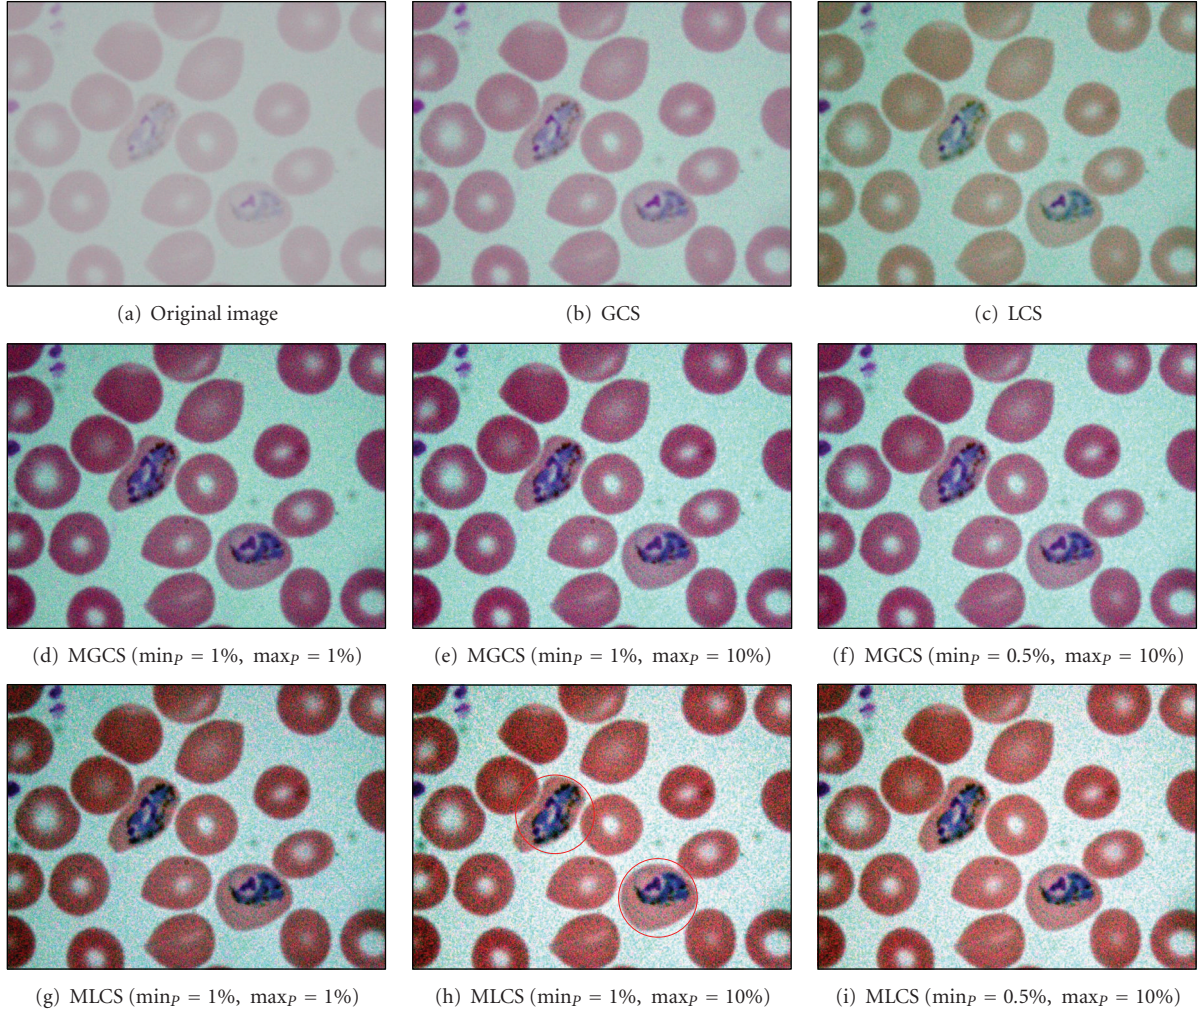 (a) Original image
(b) GCS
(c) LCS
(d) MGCS (minP = 1%, maxP = 1%)
(e) MGCS (minP = 1%, maxP = 10%)
(f) MGCS (minP = 0.5%, maxP = 10%)
(g) MLCS (minP = 1%, maxP = 1%)
(h) MLCS (minP = 1%, maxP = 10%)
(i) MLCS (minP = 0.5%, maxP = 10%)